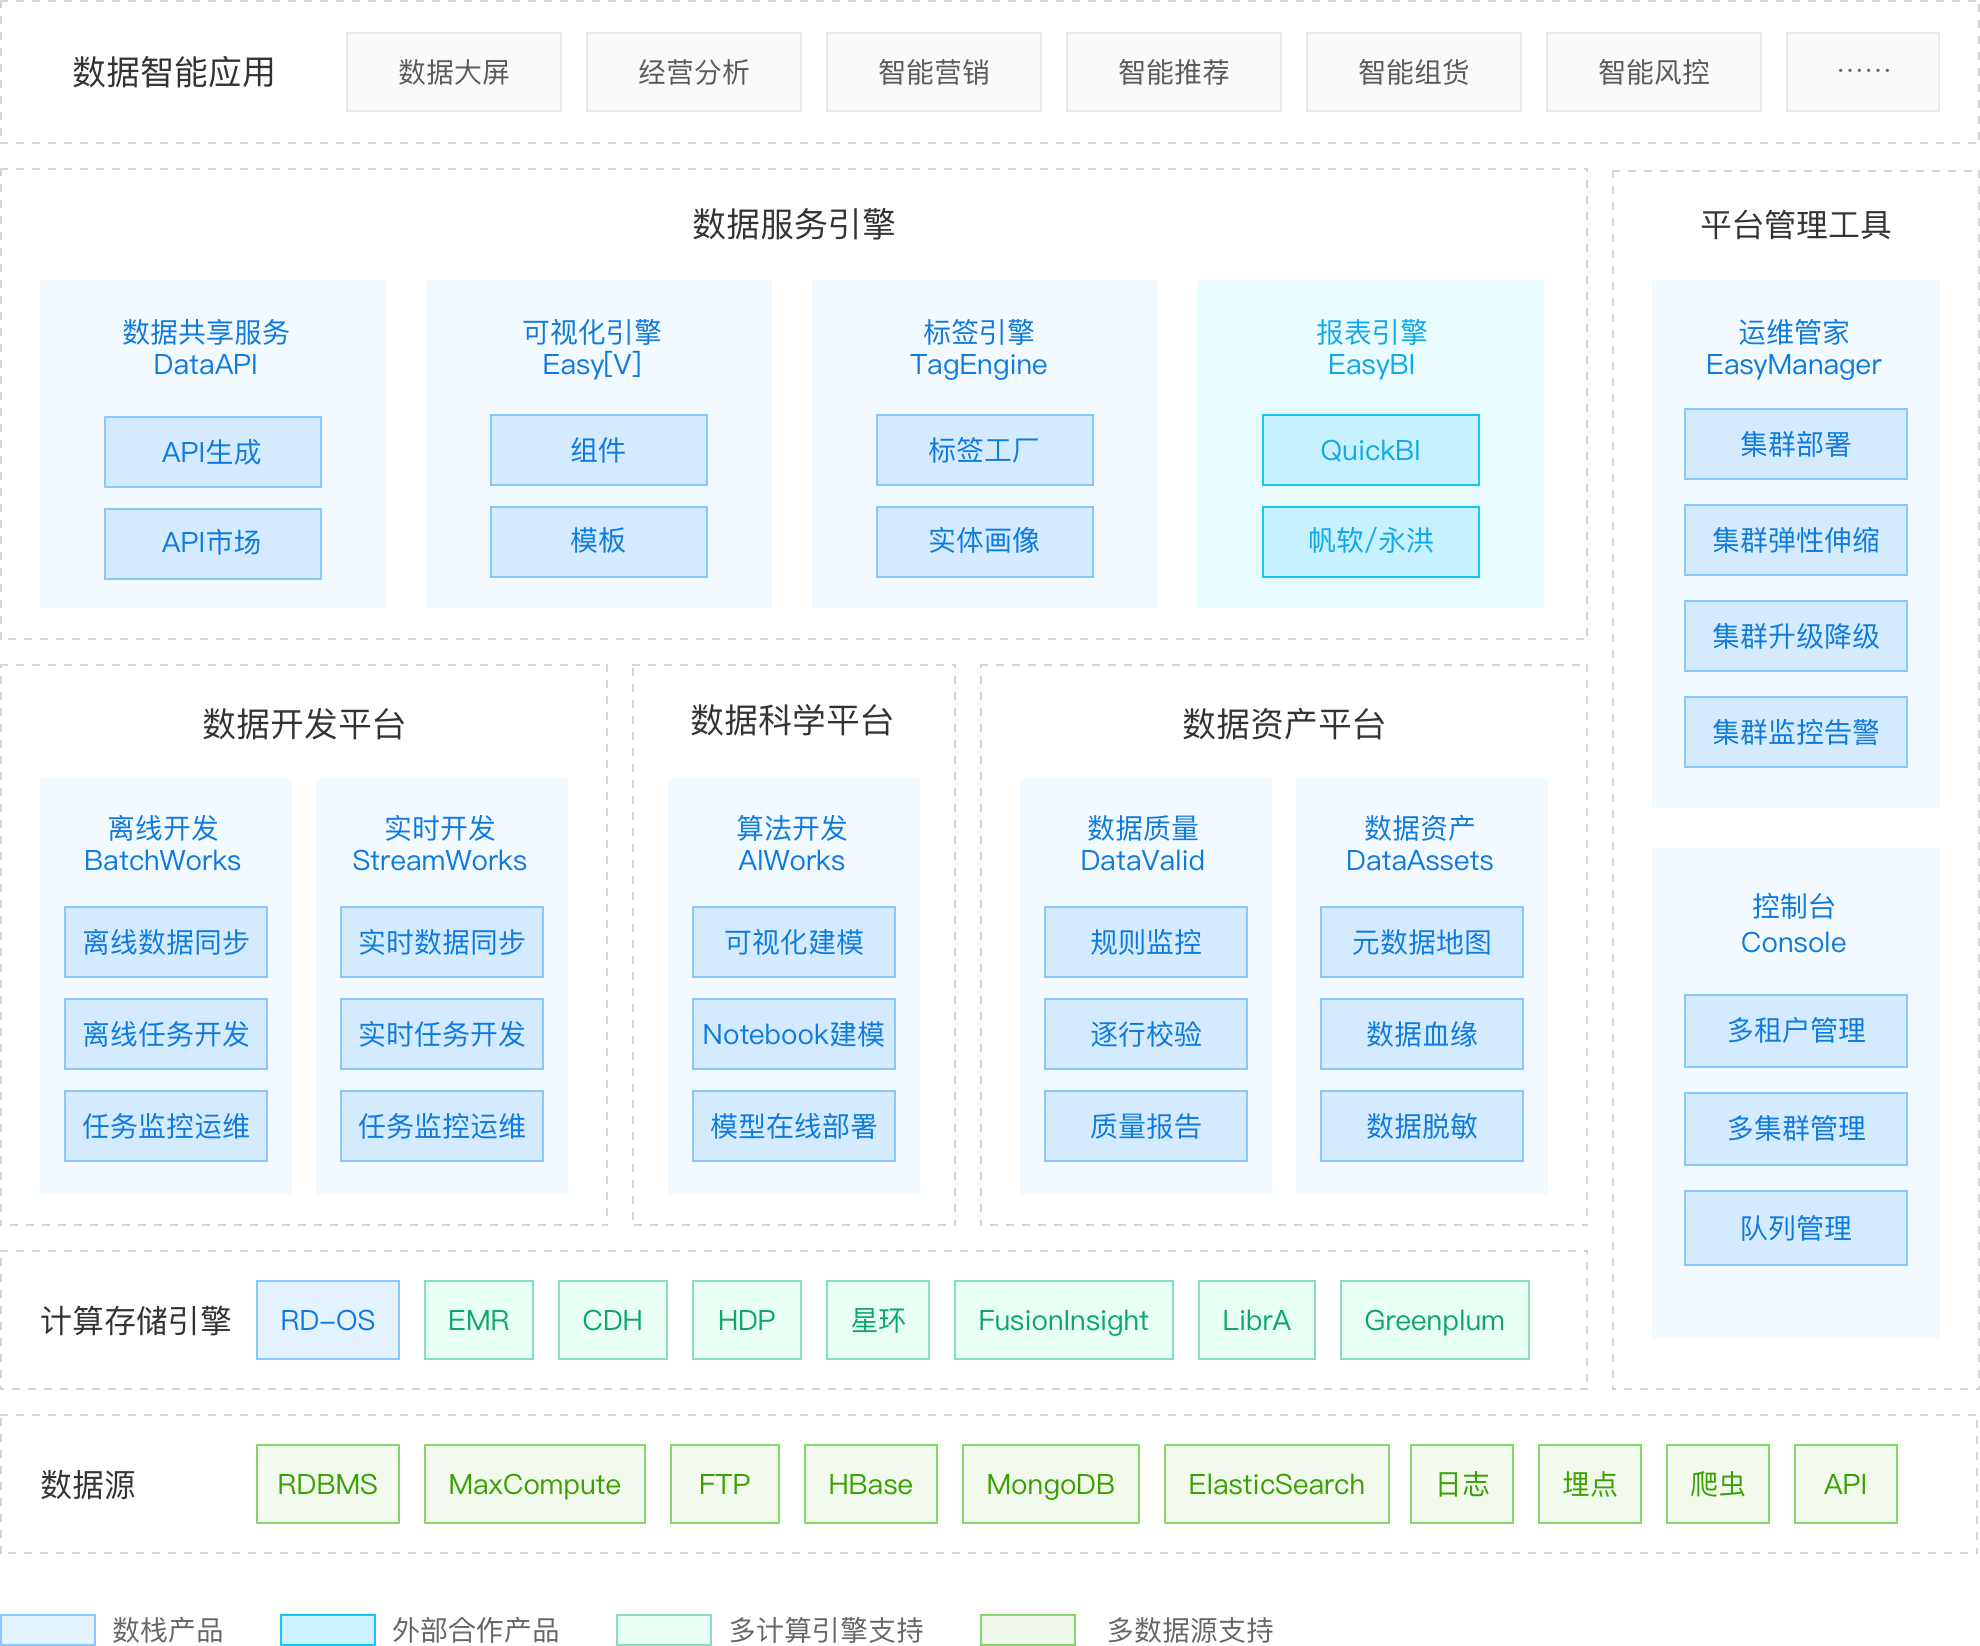 数据智能应用
数据大屏
经营分析
智能营销
智能推荐
智能组货
智能风控
······
数据服务引擎
数据共享服务
DataAPI
API生成
API市场
可视化引擎
Easy[V]
组件
模板
标签引擎
TagEngine
标签工厂
实体画像
报表引擎
EasyBI
QuickBI
帆软/永洪
平台管理工具
运维管家
EasyManager
集群部署
集群弹性伸缩
集群升级降级
集群监控告警
控制台
Console
多租户管理
多集群管理
队列管理
数据开发平台
离线开发
BatchWorks
离线数据同步
离线任务开发
任务监控运维
实时开发
StreamWorks
实时数据同步
实时任务开发
任务监控运维
数据科学平台
算法开发
AIWorks
可视化建模
Notebook建模
模型在线部署
数据资产平台
数据质量
DataValid
规则监控
逐行校验
质量报告
数据资产
DataAssets
元数据地图
数据血缘
数据脱敏
计算存储引擎
RD-OS
EMR
CDH
HDP
星环
FusionInsight
LibrA
Greenplum
数据源
RDBMS
MaxCompute
FTP
HBase
MongoDB
ElasticSearch
日志
埋点
爬虫
API
数栈产品
外部合作产品
多计算引擎支持
多数据源支持